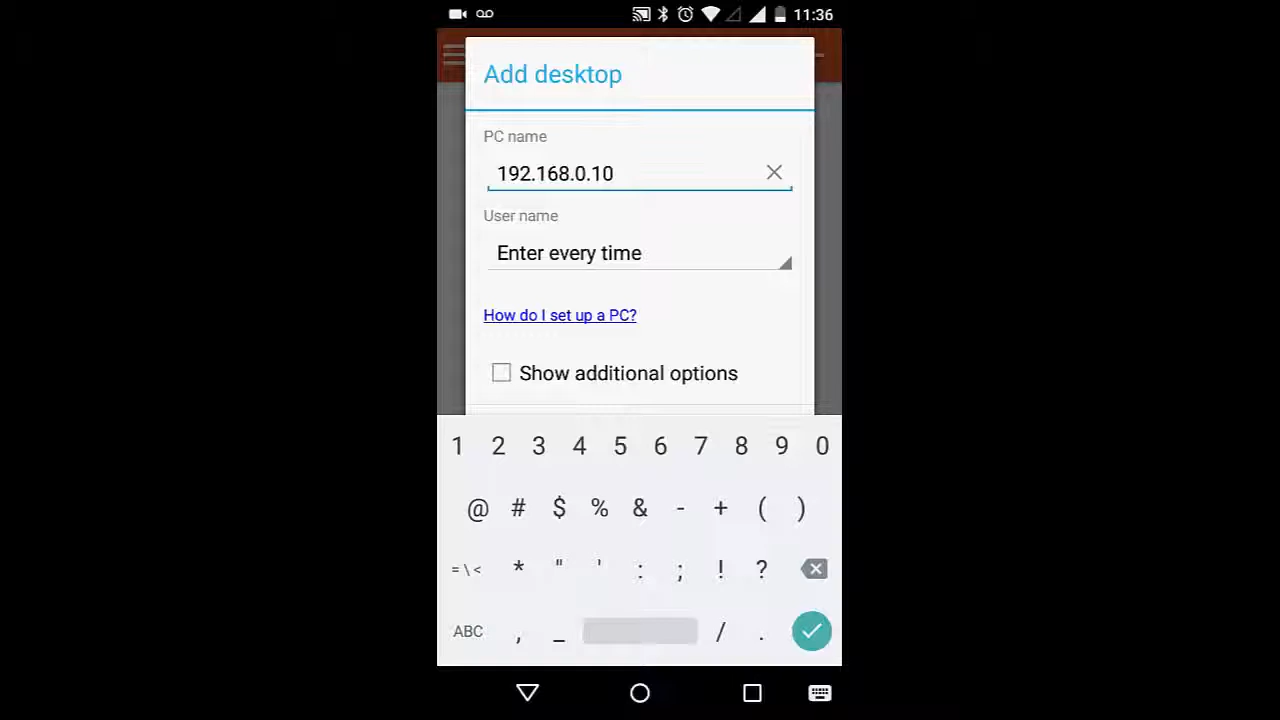 11:36
Add desktop
PC name
192.168.0.10
User name
Enter every time
How do I set up a PC?
Show additional options
1 2 3 4 5 6 7 8 9 0
@ # $ % & - + ( )
= \ < * " ' : ; ! ?
ABC , _ / .